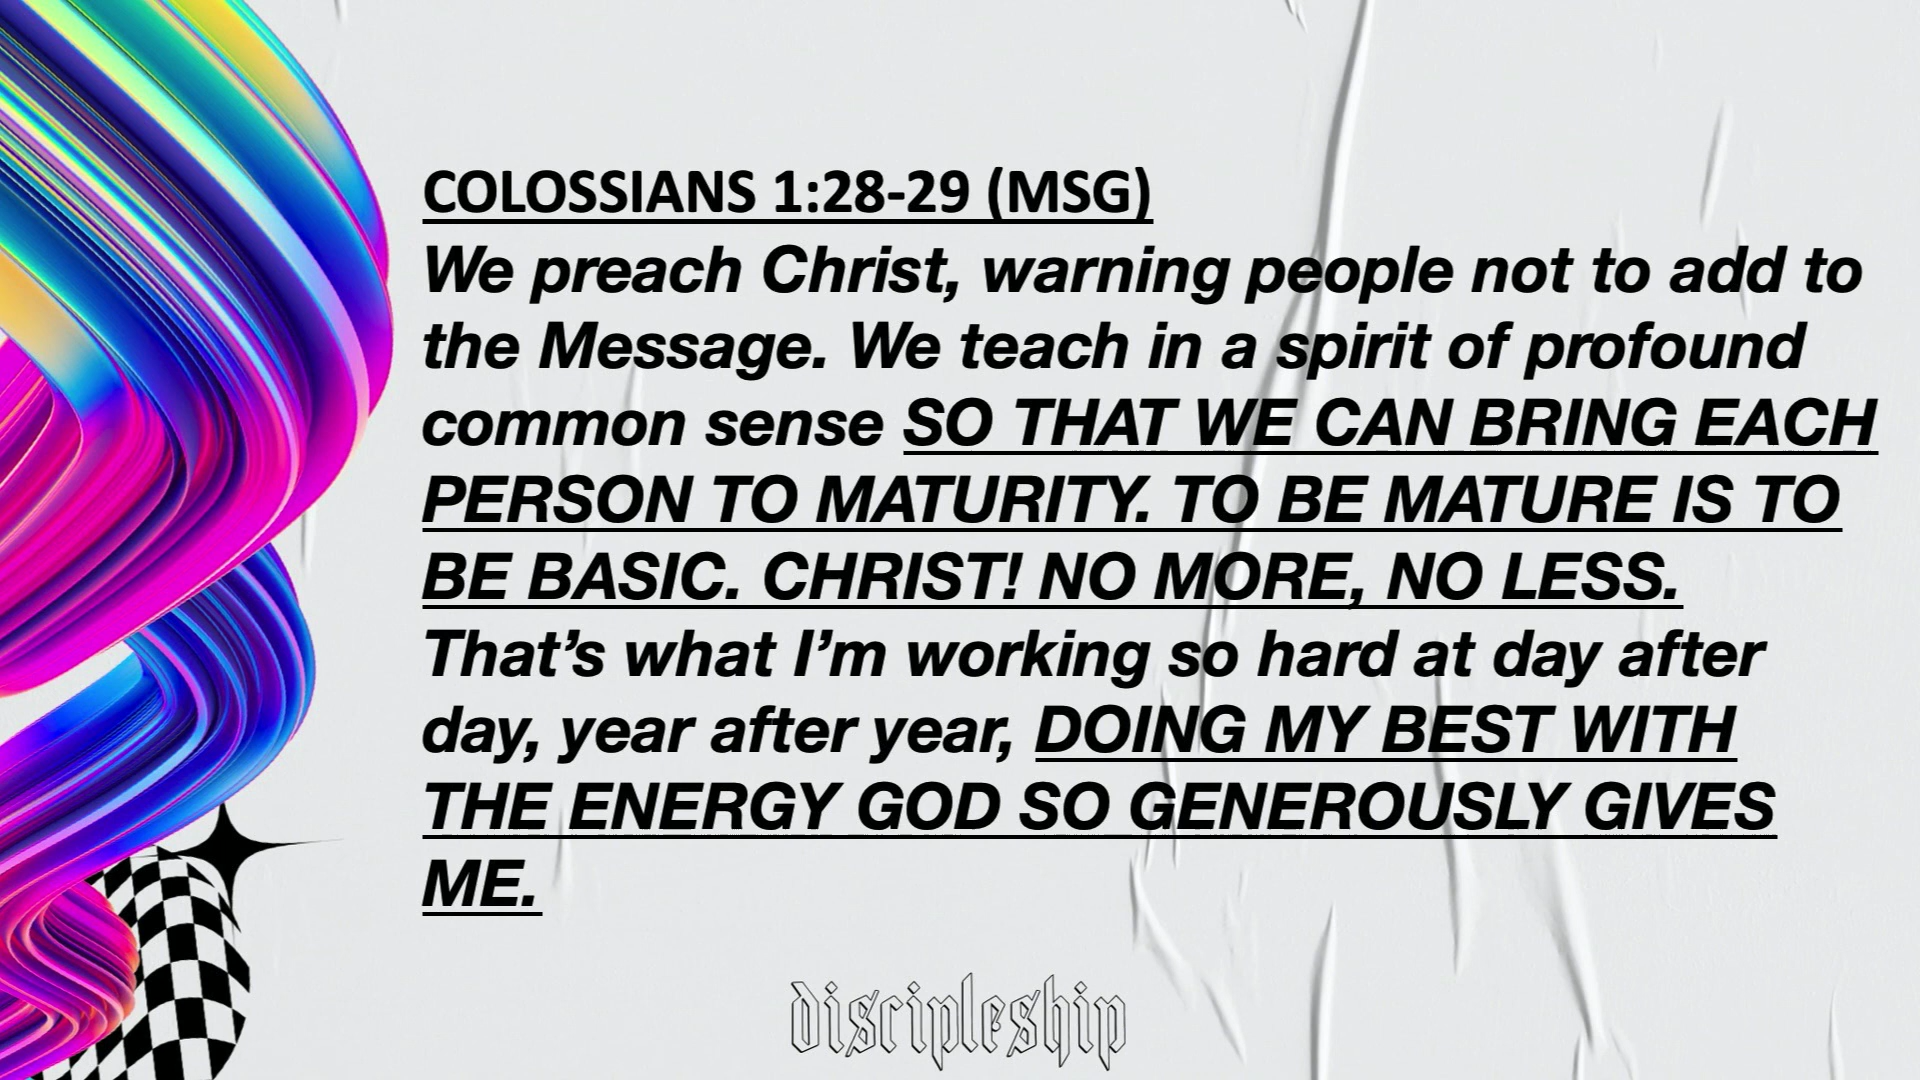 COLOSSIANS 1:28-29 (MSG)
We preach Christ, warning people not to add to
the Message. We teach in a spirit of profound
common sense SO THAT WE CAN BRING EACH
PERSON TO MATURITY. TO BE MATURE IS TO
BE BASIC. CHRIST! NO MORE, NO LESS.
That’s what I’m working so hard at day after
day, year after year, DOING MY BEST WITH
THE ENERGY GOD SO GENEROUSLY GIVES
ME.
discipleship